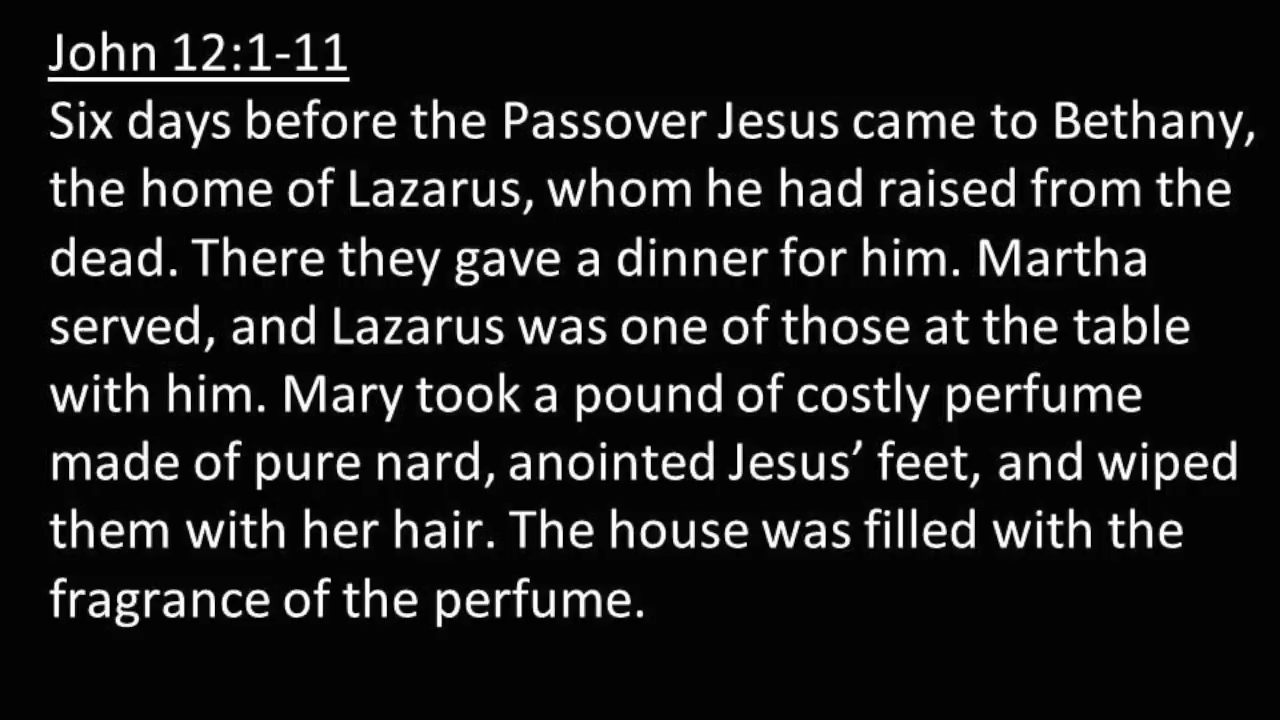 John 12:1-11
Six days before the Passover Jesus came to Bethany,
the home of Lazarus, whom he had raised from the
dead. There they gave a dinner for him. Martha
served, and Lazarus was one of those at the table
with him. Mary took a pound of costly perfume
made of pure nard, anointed Jesus’ feet, and wiped
them with her hair. The house was filled with the
fragrance of the perfume.